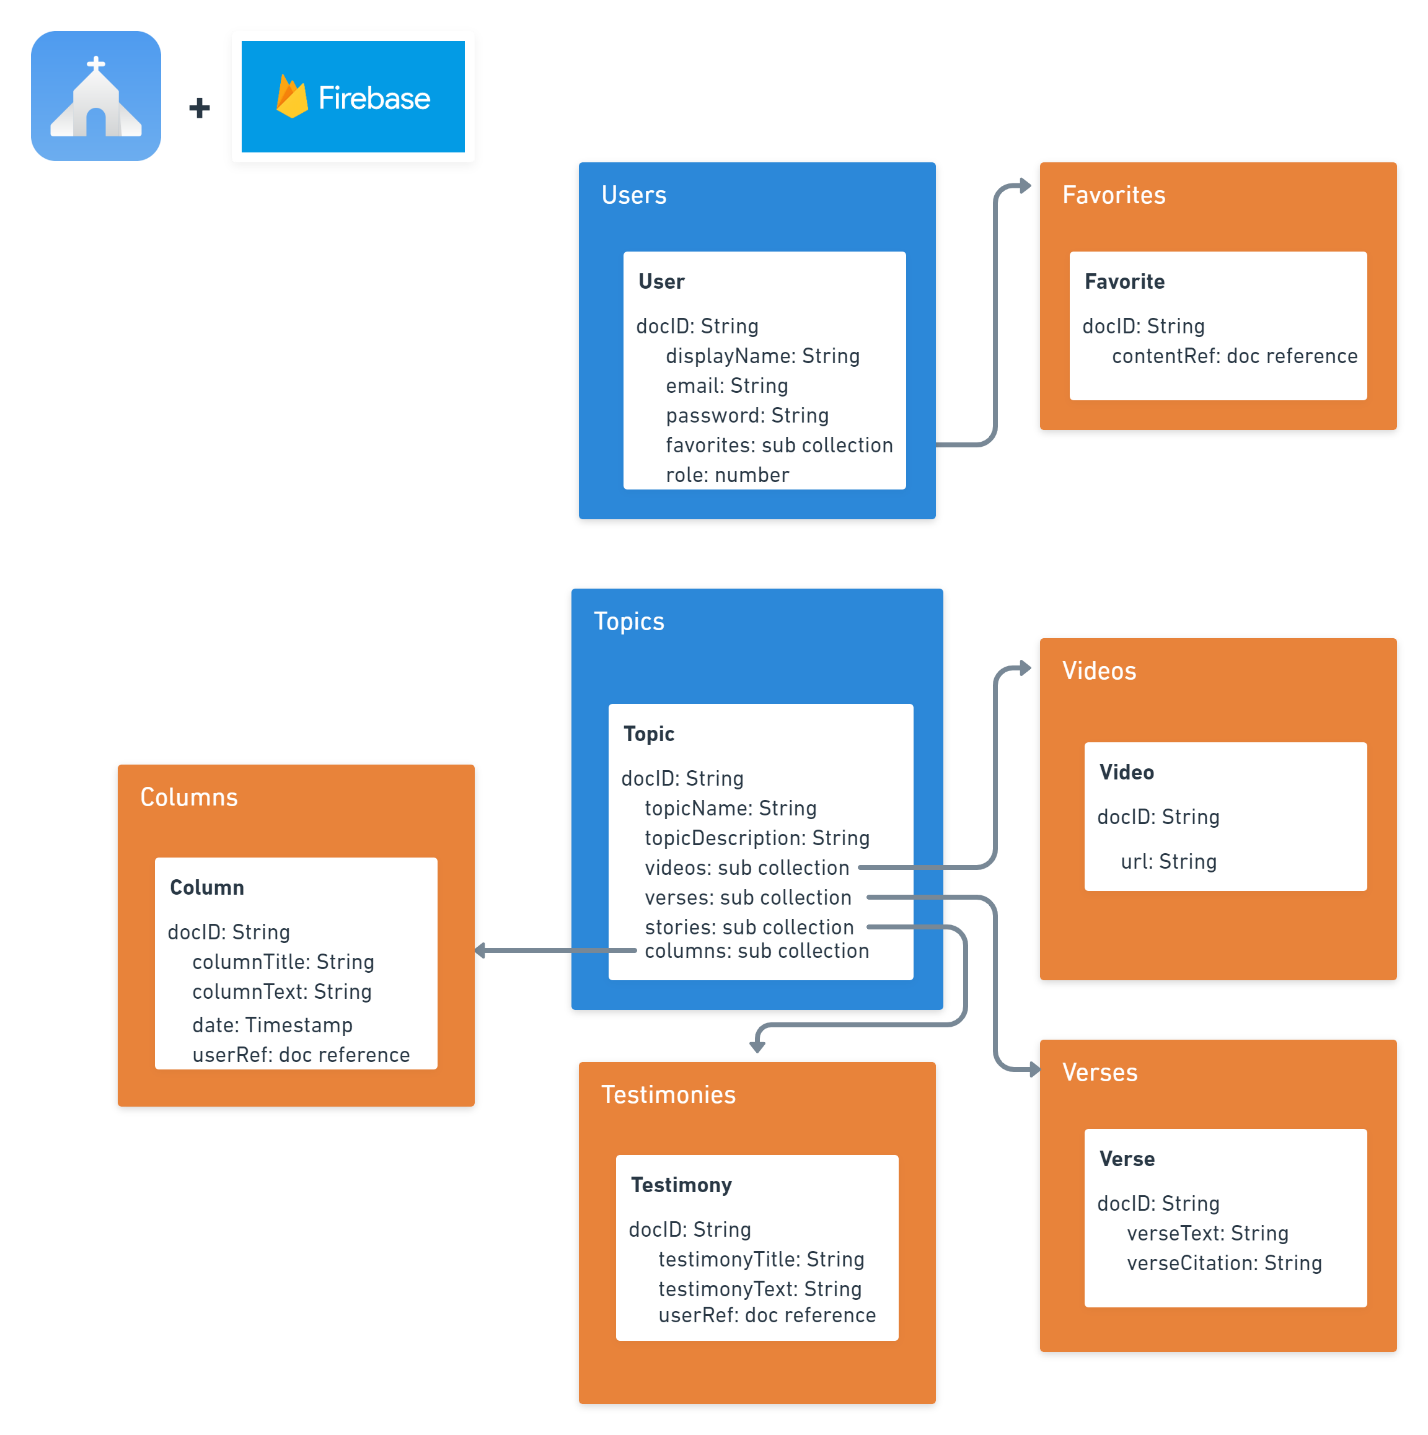 +
Firebase
Users
User
docID: String
displayName: String
email: String
password: String
favorites: sub collection
role: number
Favorites
Favorite
docID: String
contentRef: doc reference
Topics
Topic
docID: String
topicName: String
topicDescription: String
videos: sub collection
verses: sub collection
stories: sub collection
columns: sub collection
Videos
Video
docID: String
url: String
Columns
Column
docID: String
columnTitle: String
columnText: String
date: Timestamp
userRef: doc reference
Testimonies
Testimony
docID: String
testimonyTitle: String
testimonyText: String
userRef: doc reference
Verses
Verse
docID: String
verseText: String
verseCitation: String